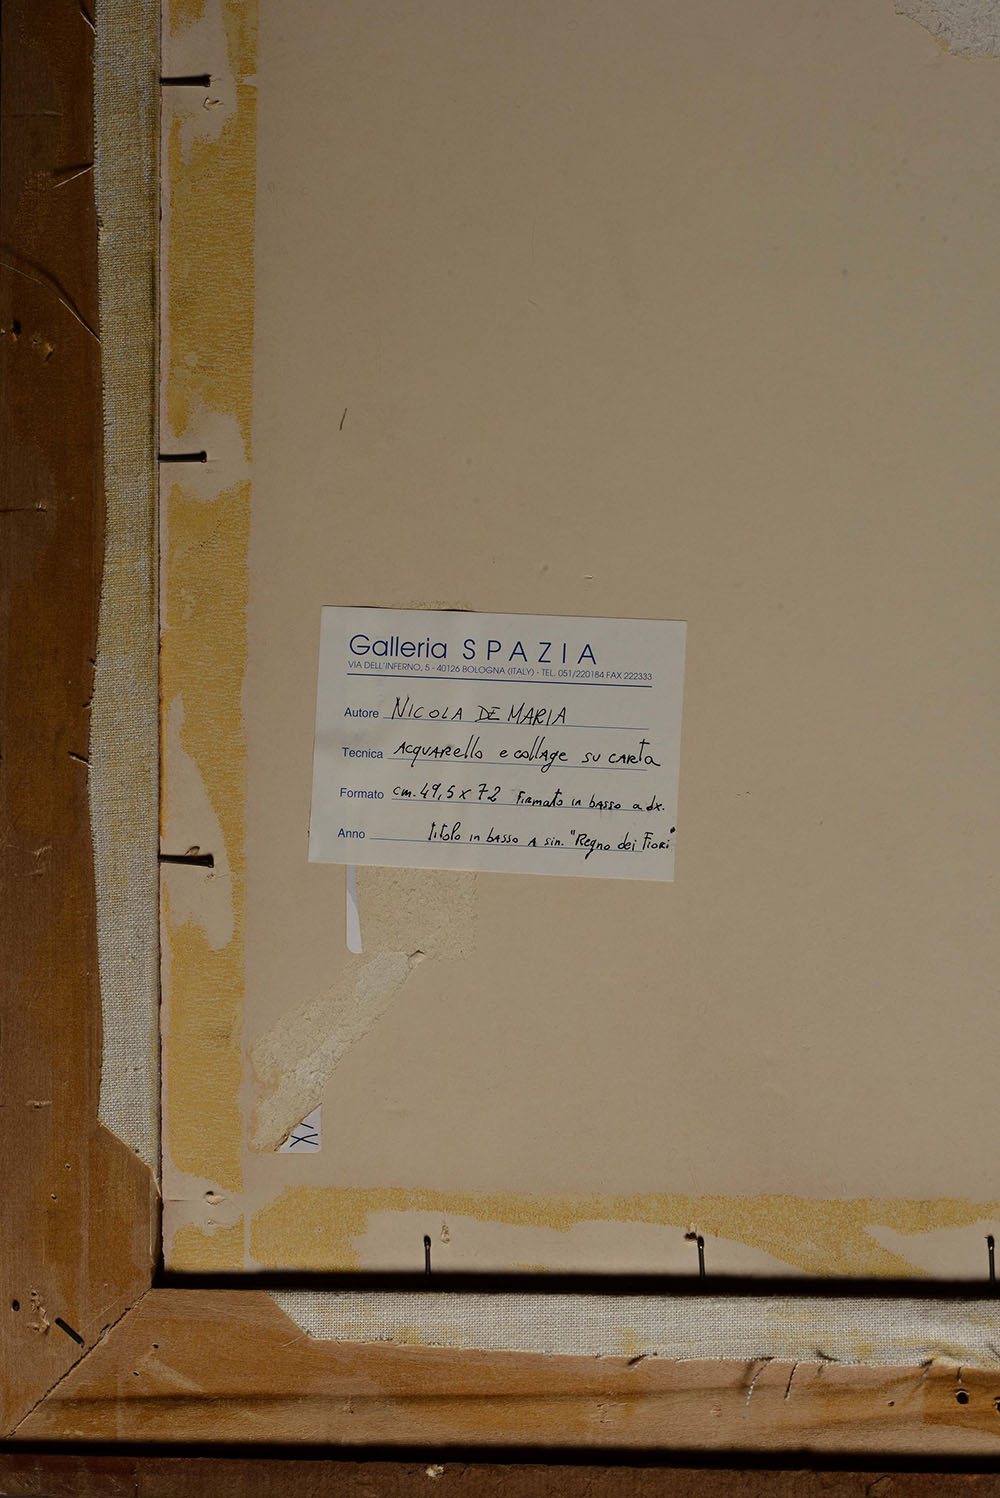 Galleria SPAZIA
VIA DELL'INFERNO, 5 - 40126 BOLOGNA (ITALY) - TEL. 051/220184 FAX 222333
Autore NICOLA DE MARIA
Tecnica ACQUARello e collAge su cARta
Formato cm. 49,5 x 72 Firmato in basso a dx.
Anno titolo in basso A sin. "Regno dei Fiori"